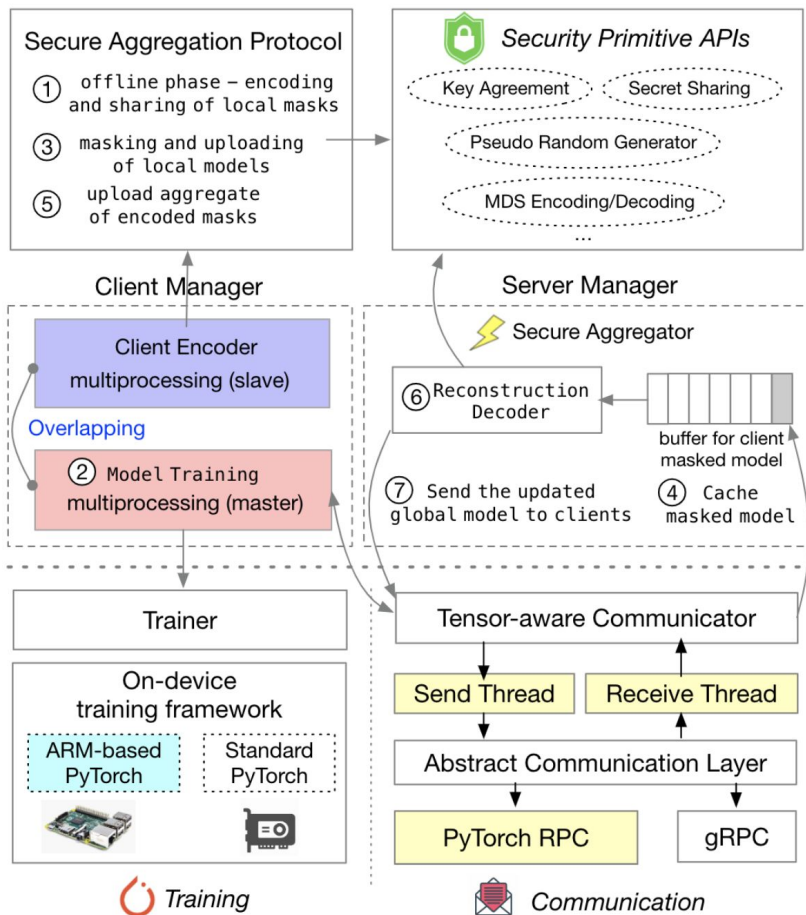 Secure Aggregation Protocol
① offline phase – encoding
and sharing of local masks
③ masking and uploading
of local models
⑤ upload aggregate
of encoded masks
Security Primitive APIs
Key Agreement
Secret Sharing
Pseudo Random Generator
MDS Encoding/Decoding
...
Client Manager
Client Encoder
multiprocessing (slave)
Overlapping
② Model Training
multiprocessing (master)
Server Manager
Secure Aggregator
⑥ Reconstruction
Decoder
buffer for client
masked model
⑦ Send the updated
global model to clients
④ Cache
masked model
Trainer
On-device
training framework
ARM-based
PyTorch
Standard
PyTorch
Training
Tensor-aware Communicator
Send Thread
Receive Thread
Abstract Communication Layer
PyTorch RPC
gRPC
Communication